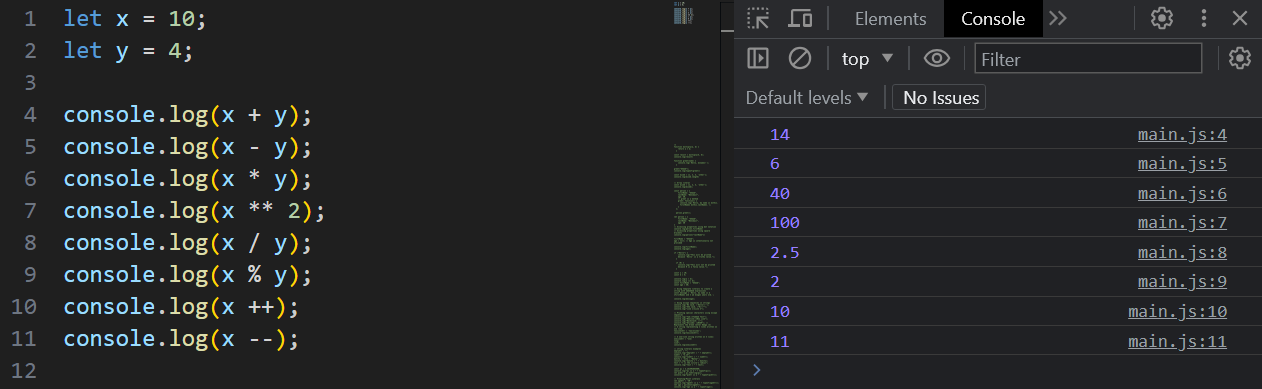 1 let x = 10;
2 let y = 4;
3
4 console.log(x + y);
5 console.log(x - y);
6 console.log(x * y);
7 console.log(x ** 2);
8 console.log(x / y);
9 console.log(x % y);
10 console.log(x ++);
11 console.log(x --);
12
Elements Console
top Filter
Default levels No Issues
14 main.js:4
6 main.js:5
40 main.js:6
100 main.js:7
2.5 main.js:8
2 main.js:9
10 main.js:10
11 main.js:11